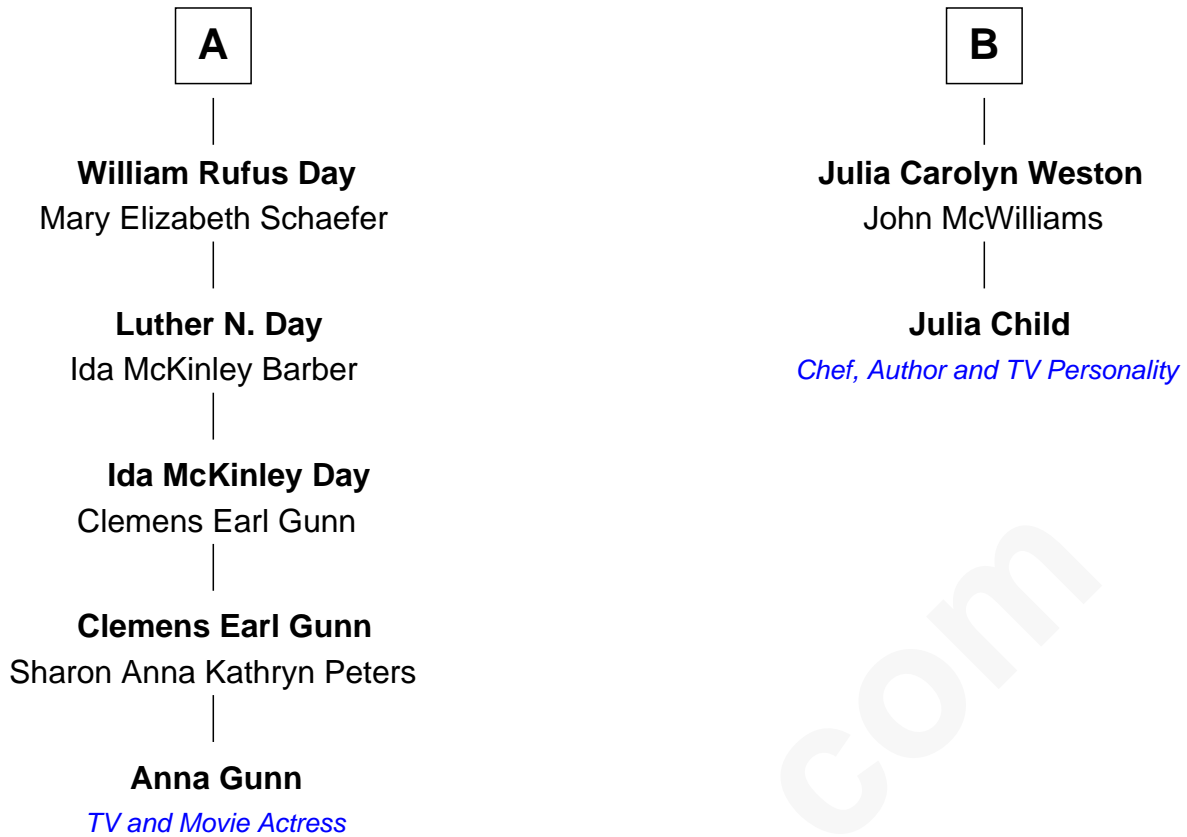 A
William Rufus Day
Mary Elizabeth Schaefer
Luther N. Day
Ida McKinley Barber
Ida McKinley Day
Clemens Earl Gunn
Clemens Earl Gunn
Sharon Anna Kathryn Peters
Anna Gunn
TV and Movie Actress
B
Julia Carolyn Weston
John McWilliams
Julia Child
Chef, Author and TV Personality
com